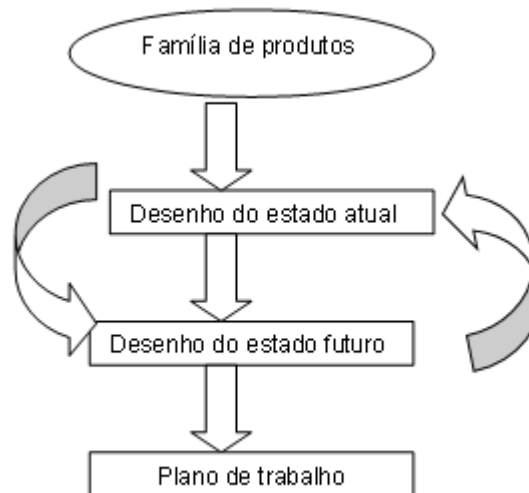 Família de produtos
Desenho do estado atual
Desenho do estado futuro
Plano de trabalho